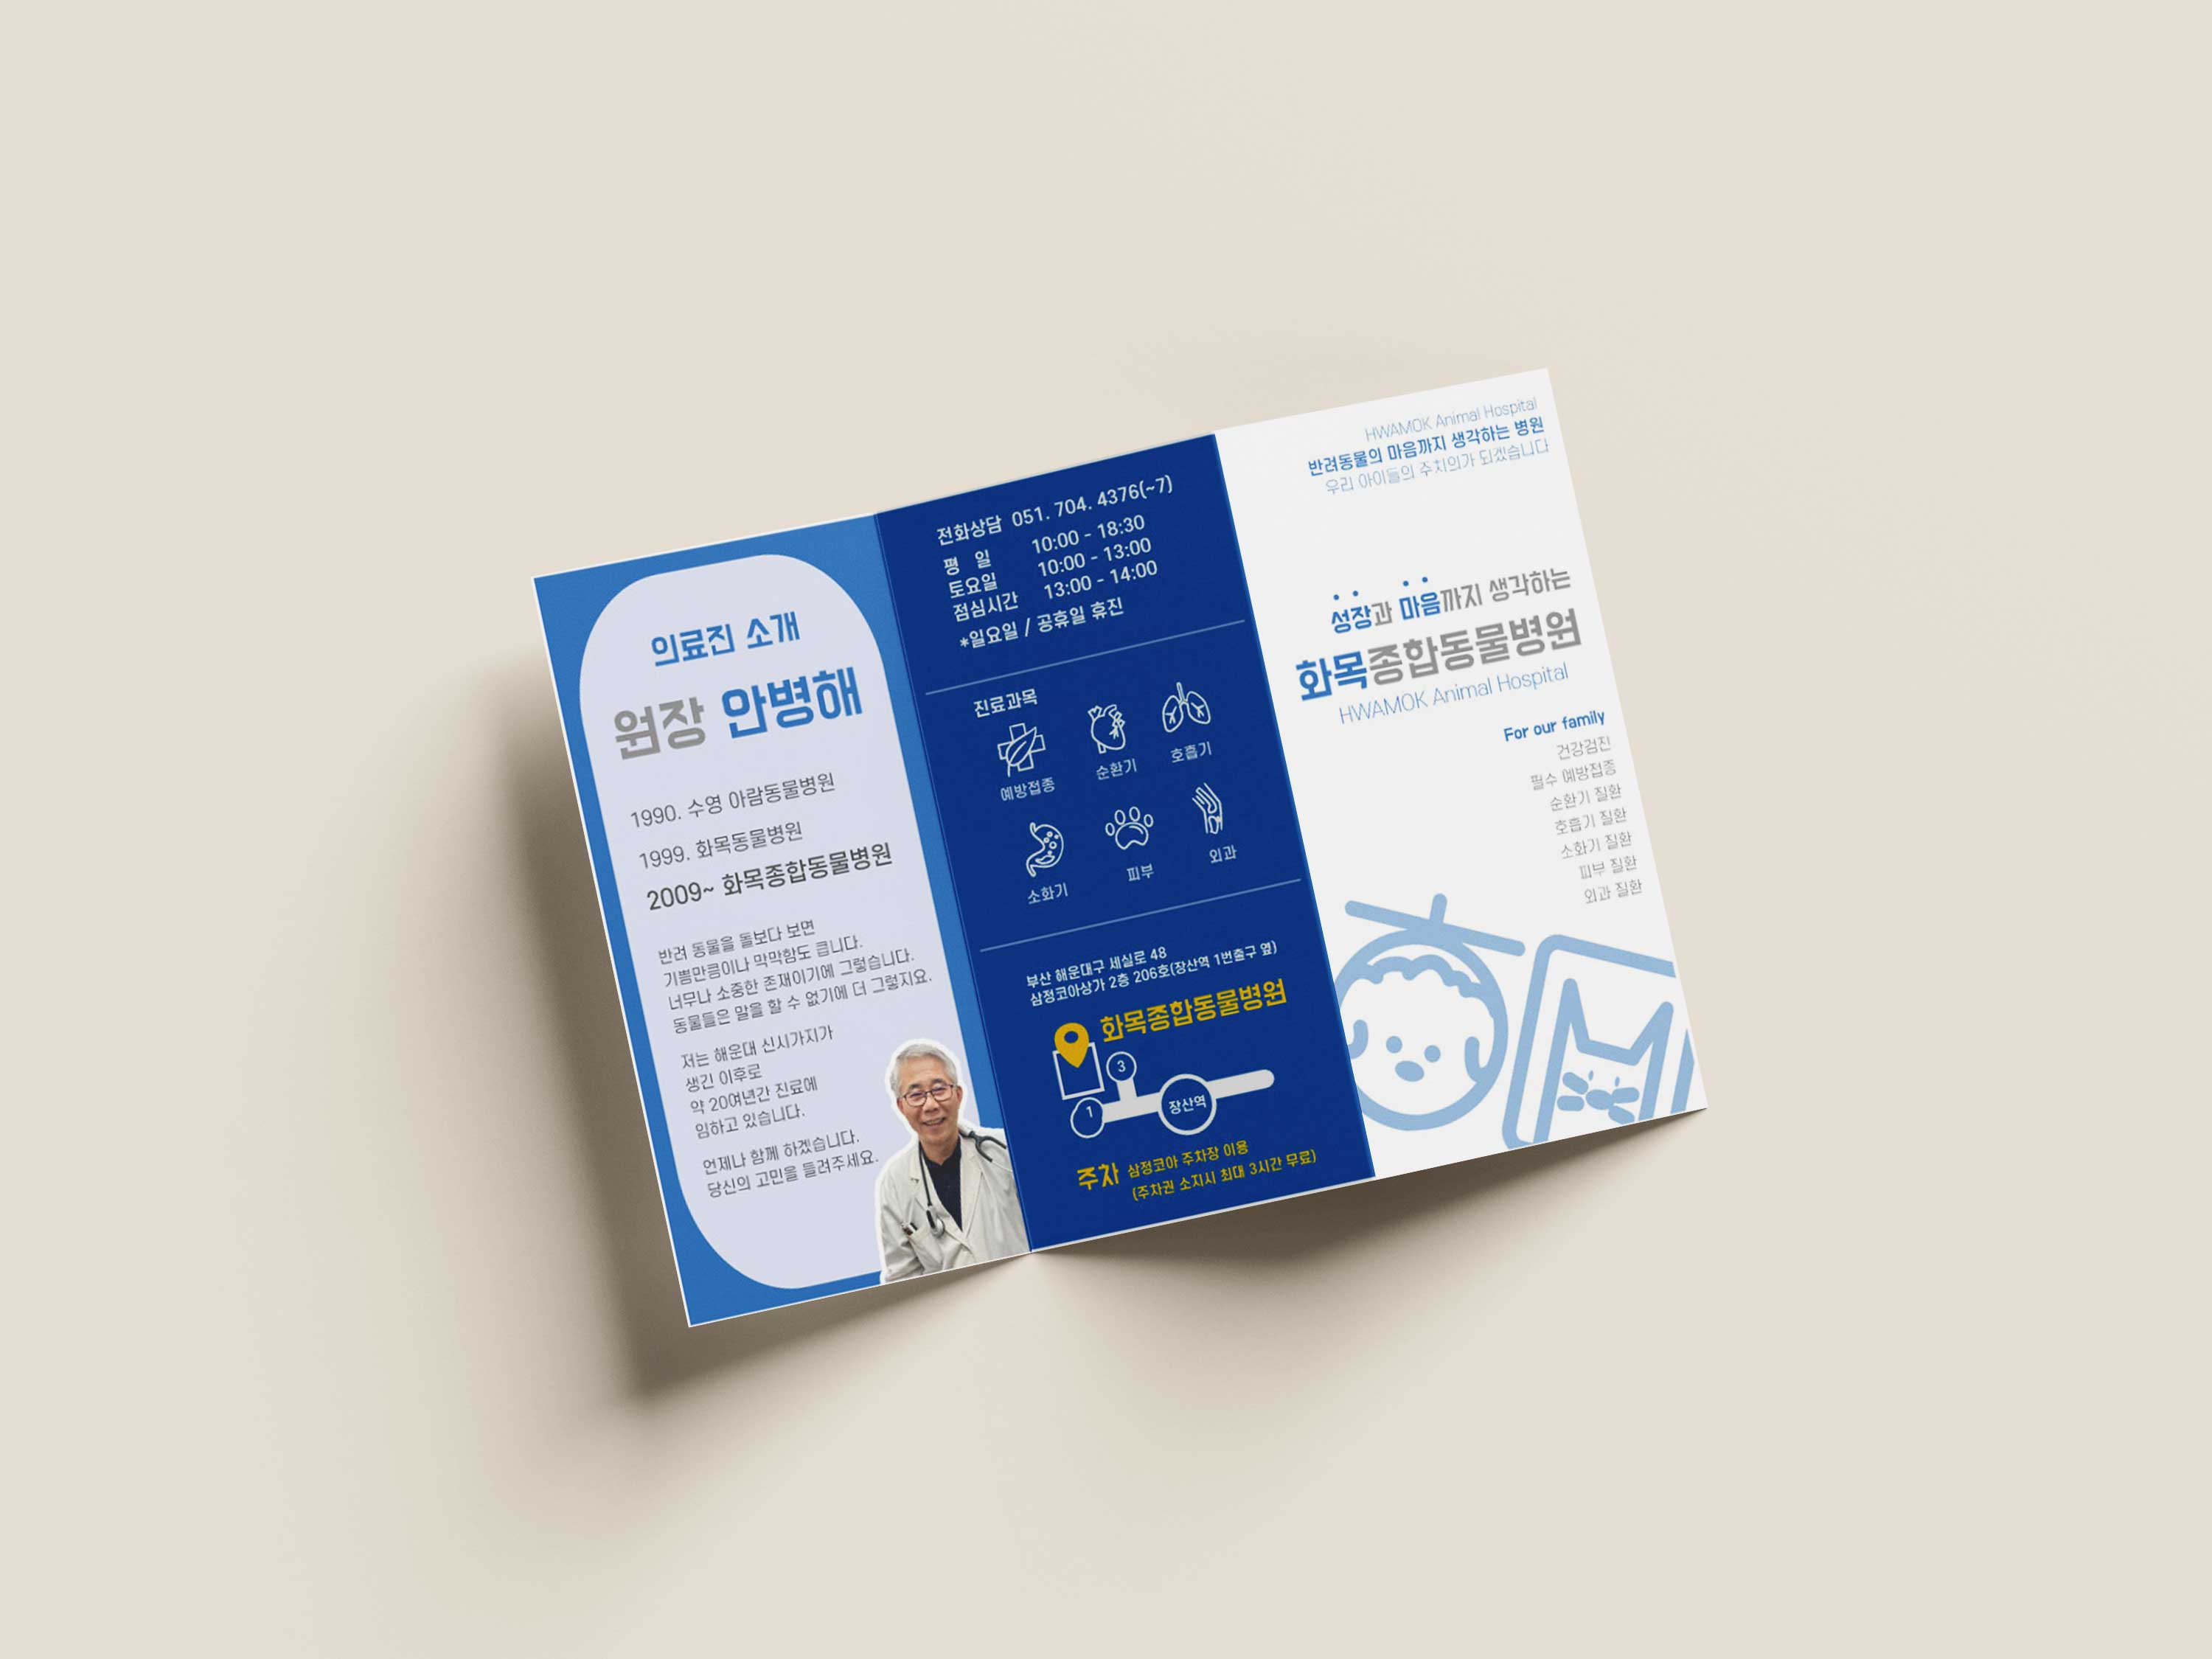 의료진 소개
원장 안병해
1990. 수영 아람동물병원
1999. 화목동물병원
2009~ 화목종합동물병원
반려 동물을 돌보다 보면
기쁨만큼이나 막막함도 큽니다.
너무나 소중한 존재이기에 그렇습니다.
동물들은 말을 할 수 없기에 더 그렇지요.
저는 해운대 신시가지가
생긴 이후로
약 20여년간 진료에
임하고 있습니다.
언제나 함께 하겠습니다.
당신의 고민을 들려주세요.
전화상담 051. 704. 4376(~7)
평 일 10:00 - 18:30
토요일 10:00 - 13:00
점심시간 13:00 - 14:00
*일요일 / 공휴일 휴진
진료과목
예방접종 순환기 호흡기
소화기 피부 외과
부산 해운대구 세실로 48
삼정코아상가 2층 206호(장산역 1번출구 옆)
화목종합동물병원
3
1
장산역
주차 삼정코아 주차장 이용
(주차권 소지시 최대 3시간 무료)
HWAMOK Animal Hospital
반려동물의 마음까지 생각하는 병원
우리 아이들의 주치의가 되겠습니다
성장과 마음까지 생각하는
화목종합동물병원
HWAMOK Animal Hospital
For our family
건강검진
필수 예방접종
순환기 질환
호흡기 질환
소화기 질환
피부 질환
외과 질환